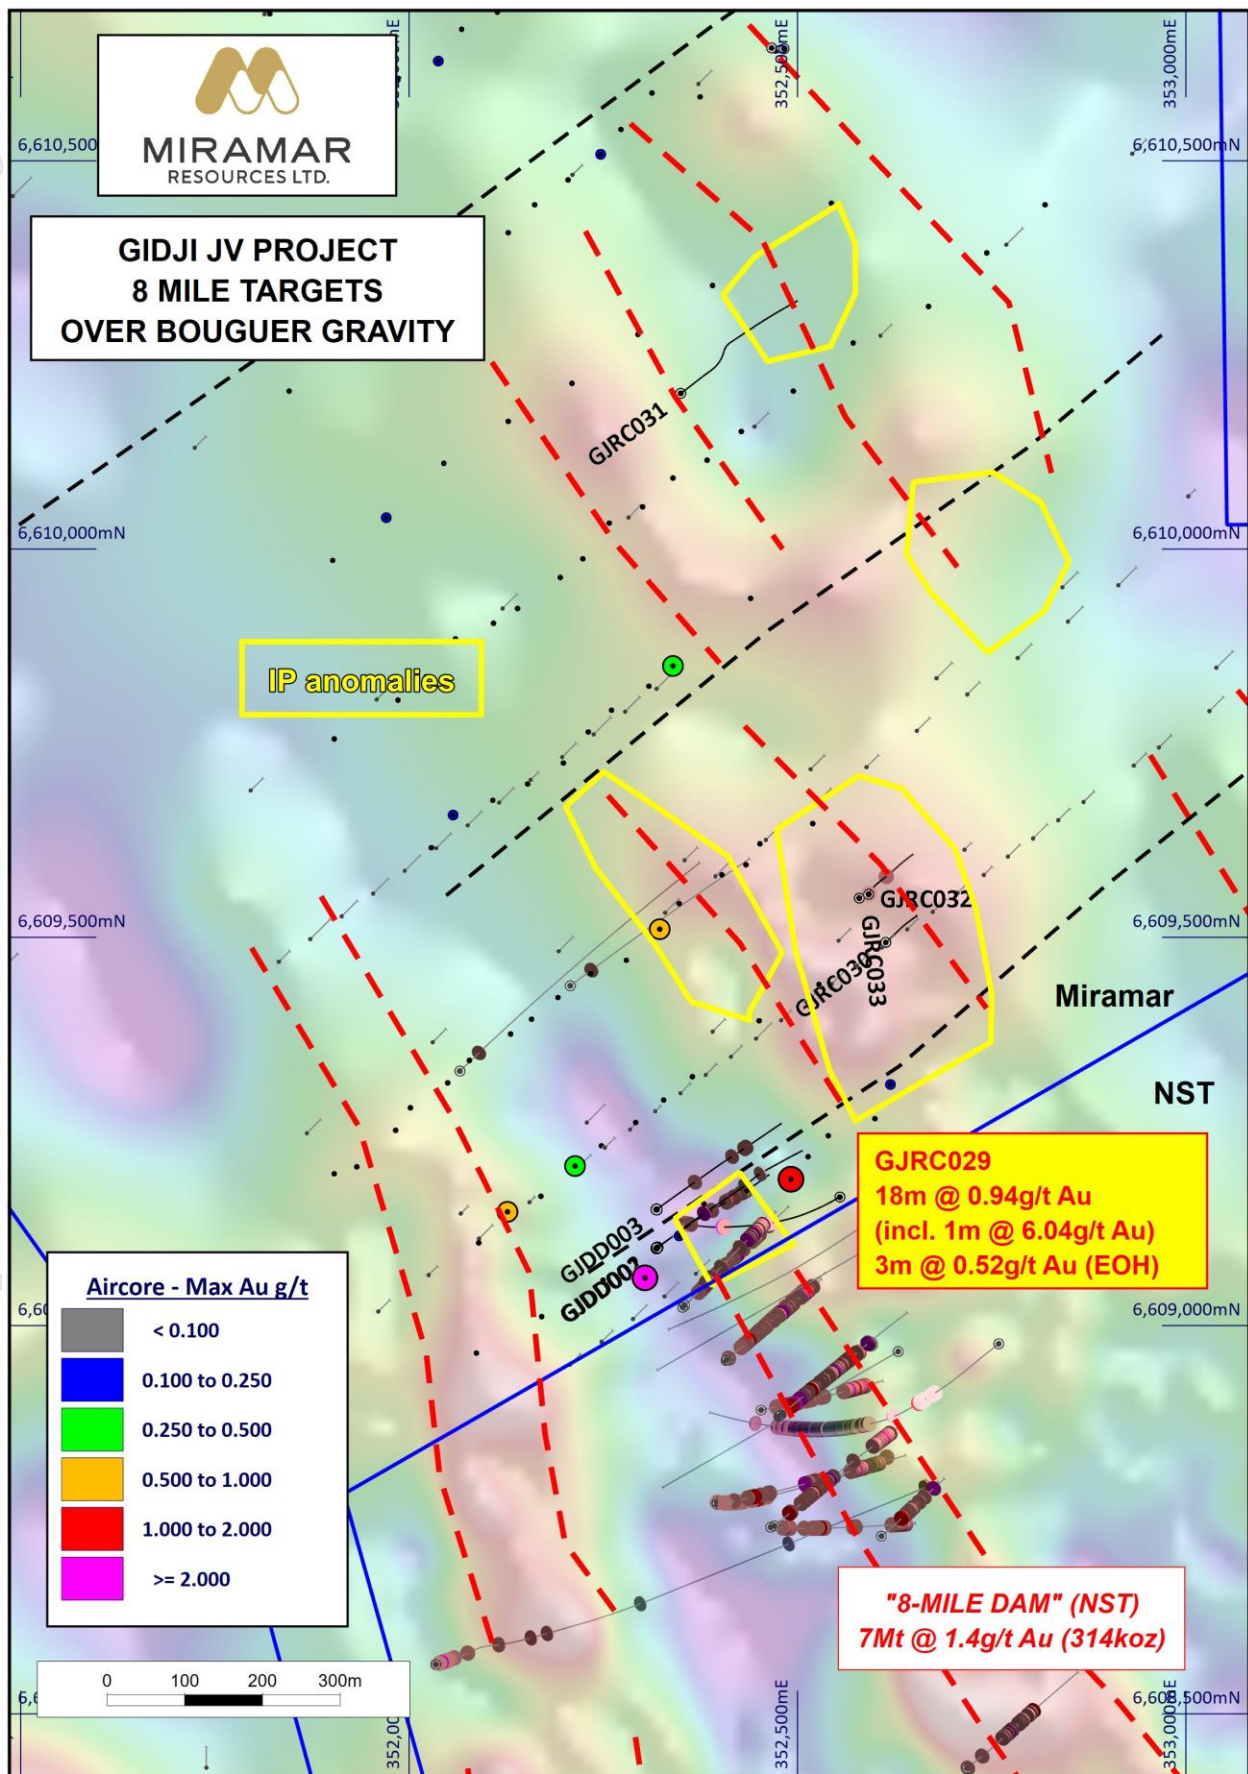 352,500mE
353,000mE
MIRAMAR
RESOURCES LTD.
6,610,500
6,610,500mN
GIDJI JV PROJECT
8 MILE TARGETS
OVER BOUGUER GRAVITY
GJRC031
6,610,000mN
6,610,000mN
IP anomalies
6,609,500mN
6,609,500mN
GJRC032
GJRC033
GJRC030
Miramar
NST
GJRC029
18m @ 0.94g/t Au
(incl. 1m @ 6.04g/t Au)
3m @ 0.52g/t Au (EOH)
GJDD003
6,609,000mN
Aircore - Max Au g/t
< 0.100
0.100 to 0.250
0.250 to 0.500
0.500 to 1.000
1.000 to 2.000
>= 2.000
"8-MILE DAM" (NST)
7Mt @ 1.4g/t Au (314koz)
0 100 200 300m
6,608,500mN
352,00
352,500mE
353,000mE